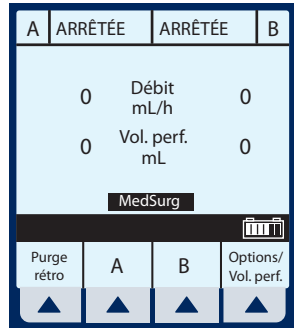 A ARRÊTÉE ARRÊTÉE B
0 Débit mL/h 0
0 Vol. perf. mL 0
MedSurg
Purge rétro A B Options/ Vol. perf.